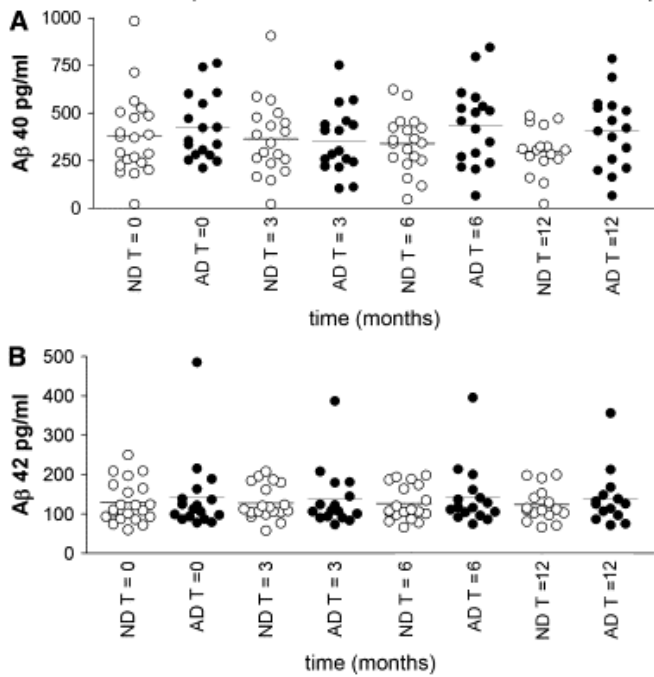 A
Aβ 40 pg/ml
1000
750
500
250
0
ND T = 0
AD T =0
ND T = 3
AD T = 3
ND T = 6
AD T =6
ND T =12
AD T =12
time (months)
B
Aβ 42 pg/ml
500
400
300
200
100
0
ND T = 0
AD T =0
ND T = 3
AD T = 3
ND T = 6
AD T =6
ND T =12
AD T =12
time (months)